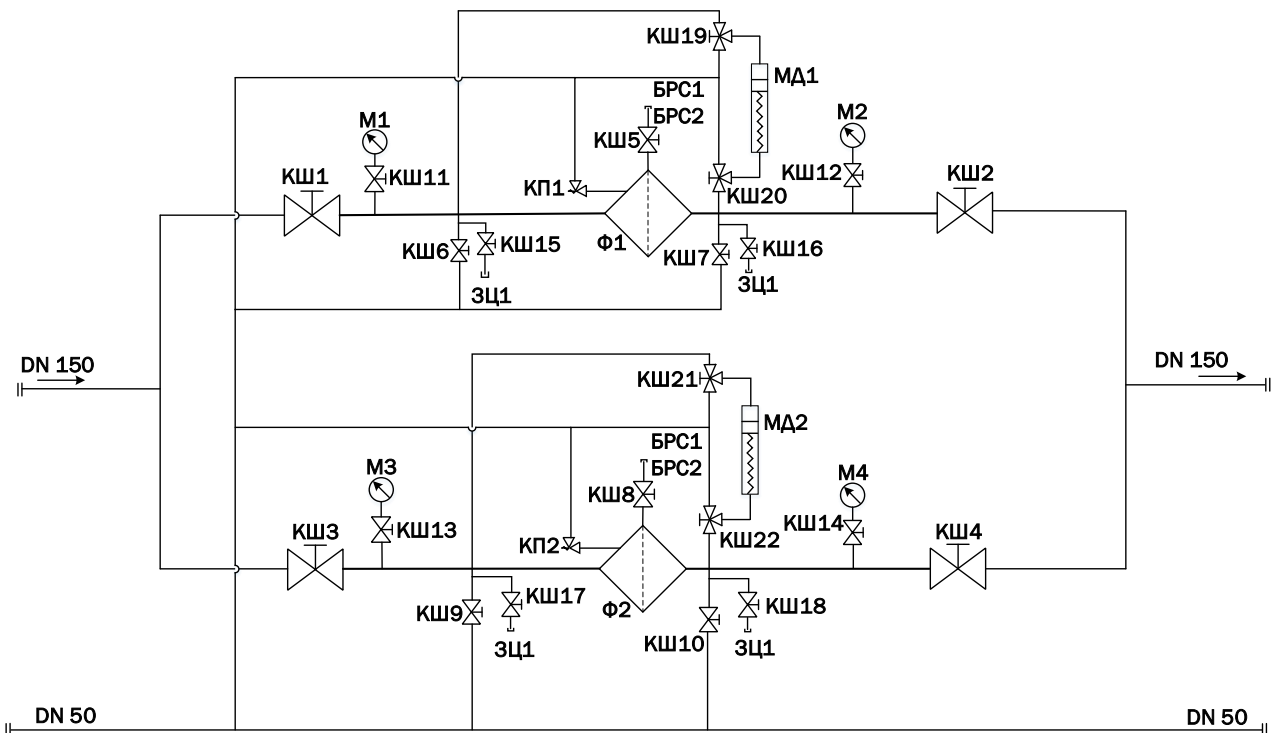 КШ19
МД1
БРС1
БРС2
М1
М2
КШ5
КШ1
КШ11
КП1
КШ12
КШ2
КШ20
Ф1
КШ6
КШ15
КШ7
КШ16
ЗЦ1
ЗЦ1
DN 150
DN 150
КШ21
МД2
БРС1
БРС2
М3
М4
КШ8
КШ3
КШ13
КП2
КШ14
КШ4
КШ22
Ф2
КШ9
КШ17
КШ10
КШ18
ЗЦ1
ЗЦ1
DN 50
DN 50